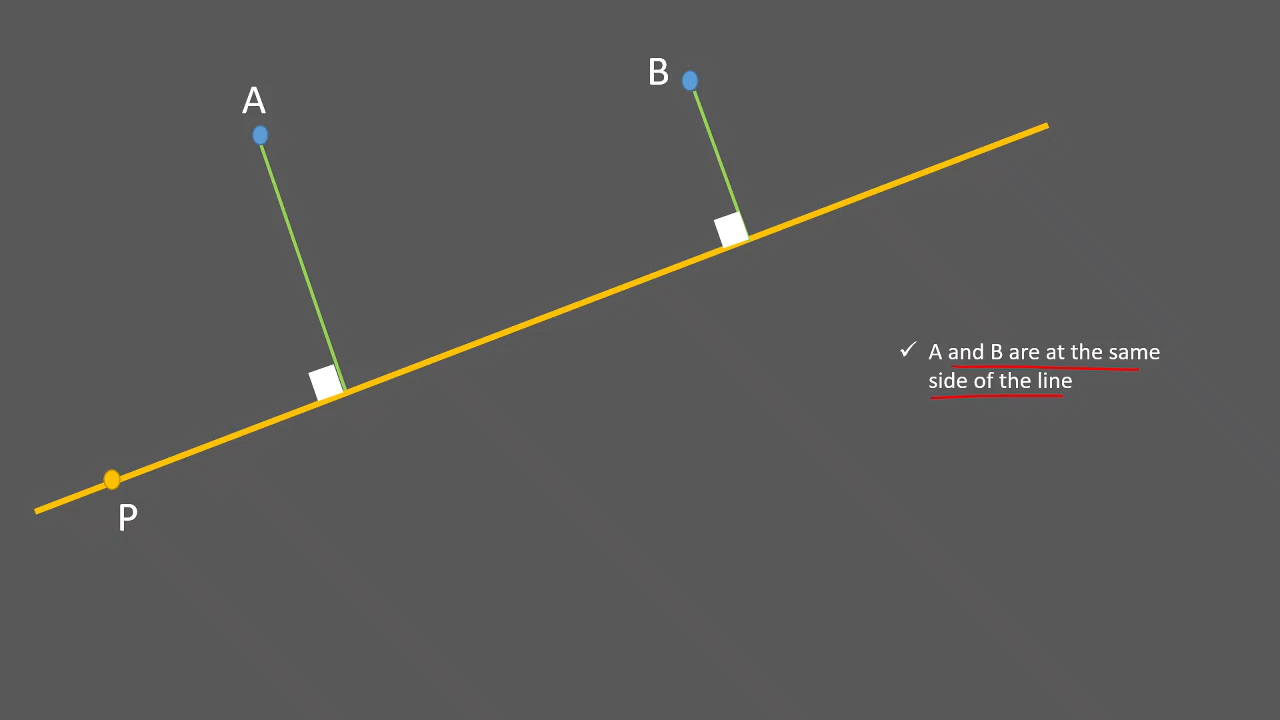 B
A
✓ A and B are at the same
side of the line
P